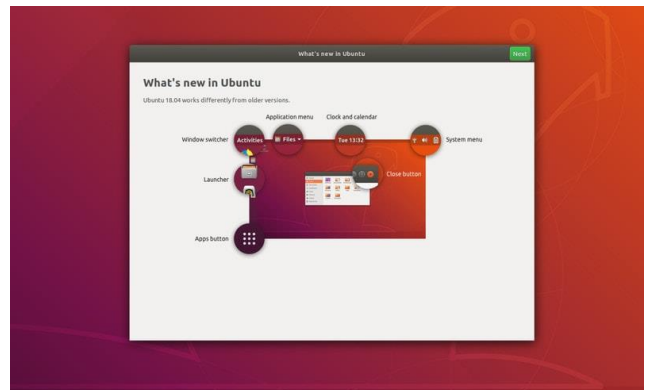 What's new in Ubuntu
Next
What's new in Ubuntu
Ubuntu 18.04 works differently from older versions.
Application menu Clock and calendar
Window switcher Activities Files Tue 13:32 System menu
Launcher Close button
Apps button